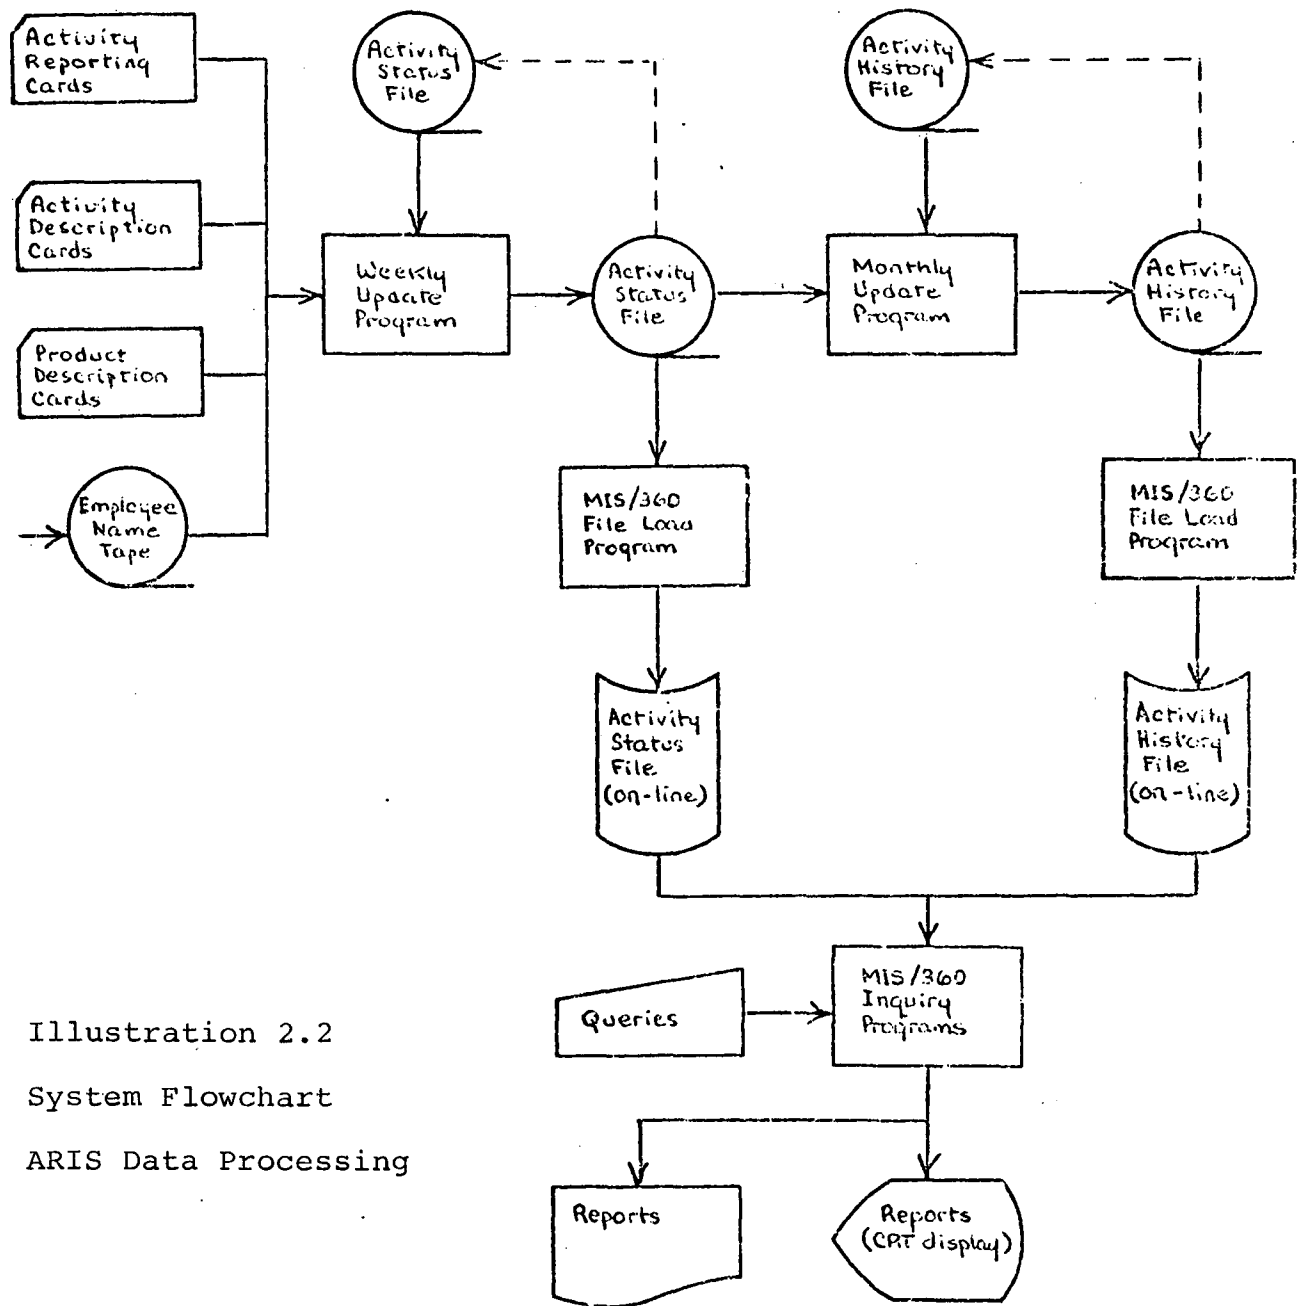 Activity
Reporting
Cards
Activity
Status
File
Activity
History
File
Activity
Description
Cards
Weekly
Update
Program
Activity
Status
File
Monthly
Update
Program
Activity
History
File
Product
Description
Cards
Employee
Name
Tape
MIS/360
File Load
Program
MIS/360
File Load
Program
Activity
Status
File
(on-line)
Activity
History
File
(on-line)
Queries
MIS/360
Inquiry
Programs
Illustration 2.2
System Flowchart
ARIS Data Processing
Reports
Reports
(CRT display)